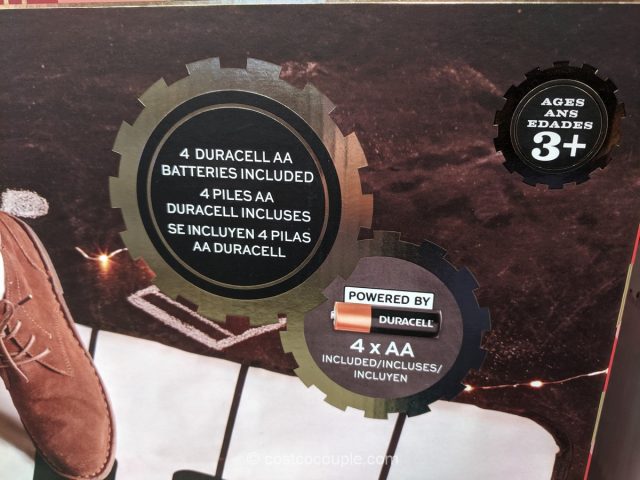 4 DURACELL AA
BATTERIES INCLUDED
4 PILES AA
DURACELL INCLUSES
SE INCLUYEN 4 PILAS
AA DURACELL
AGES
ANS
EDADES
3+
POWERED BY
DURACELL
4 x AA
INCLUDED/INCLUSES/
INCLUYEN
© costcocouple.com